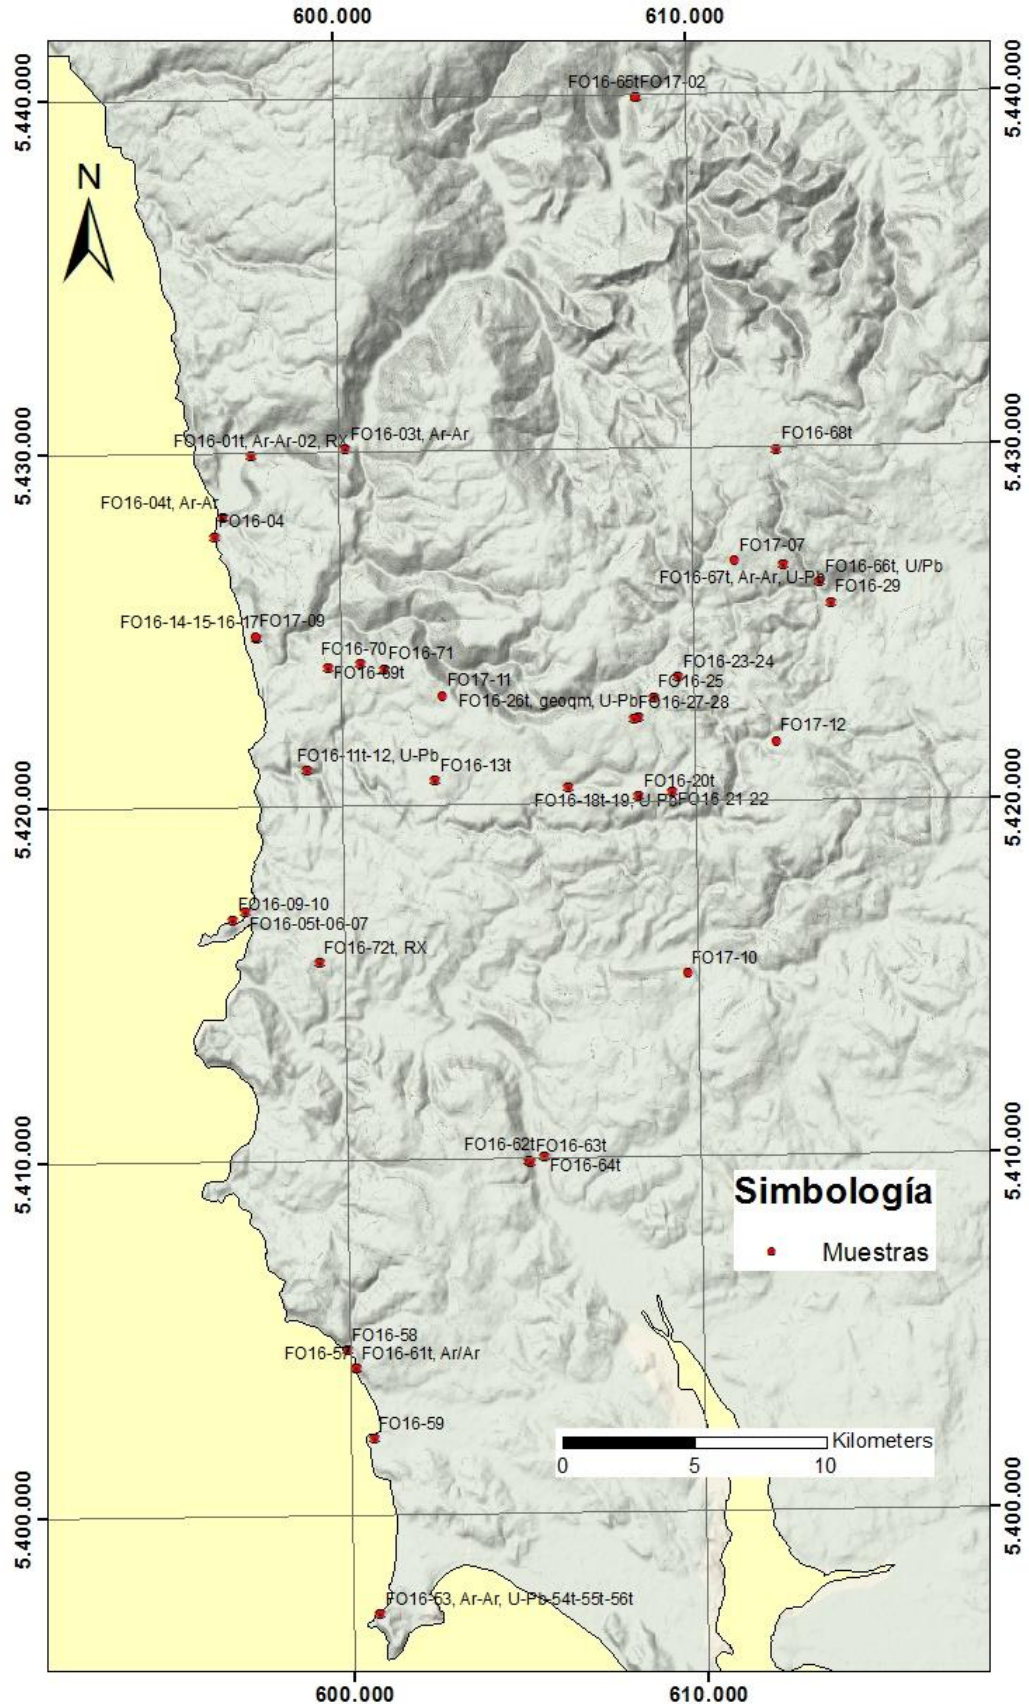 600.000 610.000
5.440.000
5.440.000
FO16-65tFO17-02
N
5.430.000
5.430.000
FO16-01t, Ar-Ar-02, RX
FO16-03t, Ar-Ar
FO16-68t
FO16-04t, Ar-Ar
FO16-04
FO17-07
FO16-67t, Ar-Ar, U-Pb
FO16-66t, U/Pb
FO16-29
FO16-14-15-16-17FO17-09
FO16-70
FO16-71
FO16-69t
FO16-23-24
FO16-25
FO17-11
FO16-26t, geoqm, U-Pb
FO16-27-28
FO17-12
FO16-11t-12, U-Pb
FO16-13t
FO16-20t
FO16-18t-19, U-Pb
FO16-21-22
5.420.000
5.420.000
FO16-09-10
FO16-05t-06-07
FO16-72t, RX
FO17-10
FO16-62t
FO16-63t
FO16-64t
5.410.000
5.410.000
Simbología
Muestras
FO16-58
FO16-57
FO16-61t, Ar/Ar
FO16-59
Kilometers
0 5 10
5.400.000
5.400.000
FO16-53, Ar-Ar, U-Pb-54t-55t-56t
600.000 610.000